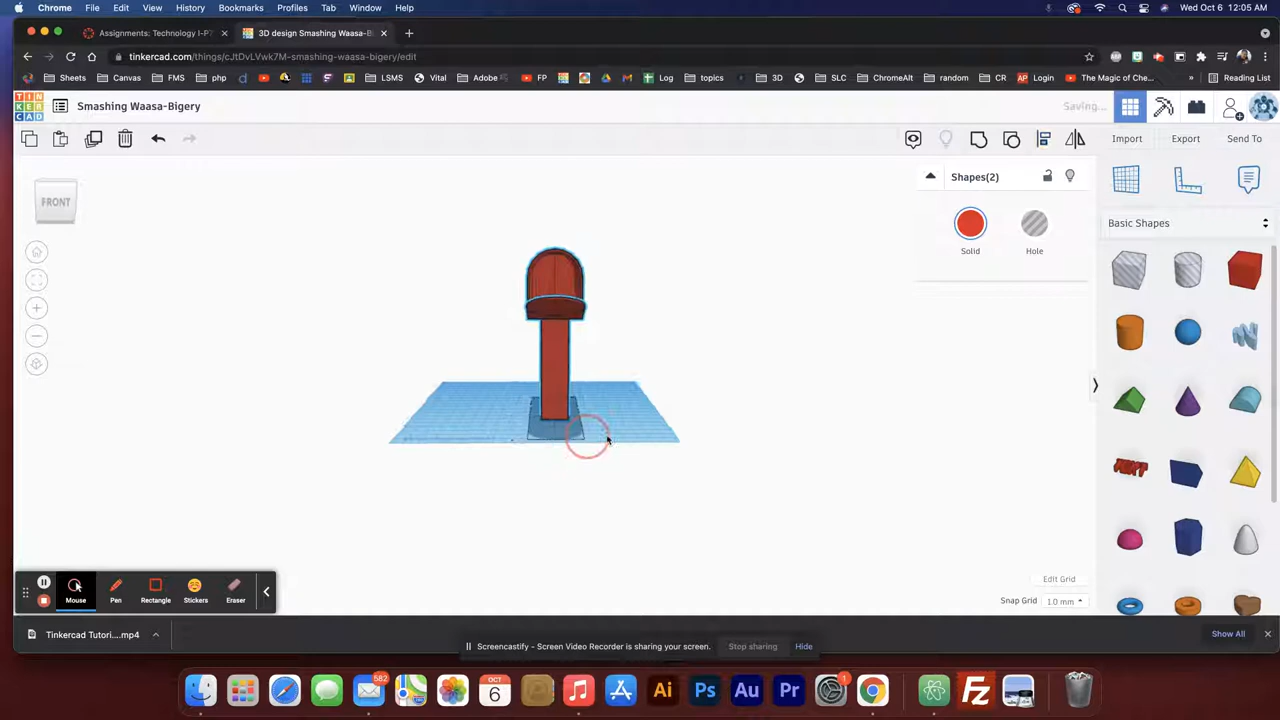 Chrome File Edit View History Bookmarks Profiles Tab Window Help Wed Oct 6 12:05 AM
Assignments: Technology I-P7 3D design Smashing Waasa-B
tinkercad.com/things/cJtDvLVwk7M-smashing-waasa-bigery/edit
Sheets Canvas FMS php LSMS Vital Adobe FP Log topics 3D SLC ChromeAlt random CR Login The Magic of Che... » Reading List
TIN
KER
CAD
Smashing Waasa-Bigery Saving...
Import Export Send To
Shapes(2)
FRONT
Solid Hole
Basic Shapes
Edit Grid
Snap Grid 1.0 mm
Mouse Pen Rectangle Stickers Eraser
Tinkercad Tutori....mp4 Show All
Screencastify - Screen Video Recorder is sharing your screen. Stop sharing Hide
582
OCT
6
1
Ai Ps Au Pr
Fz